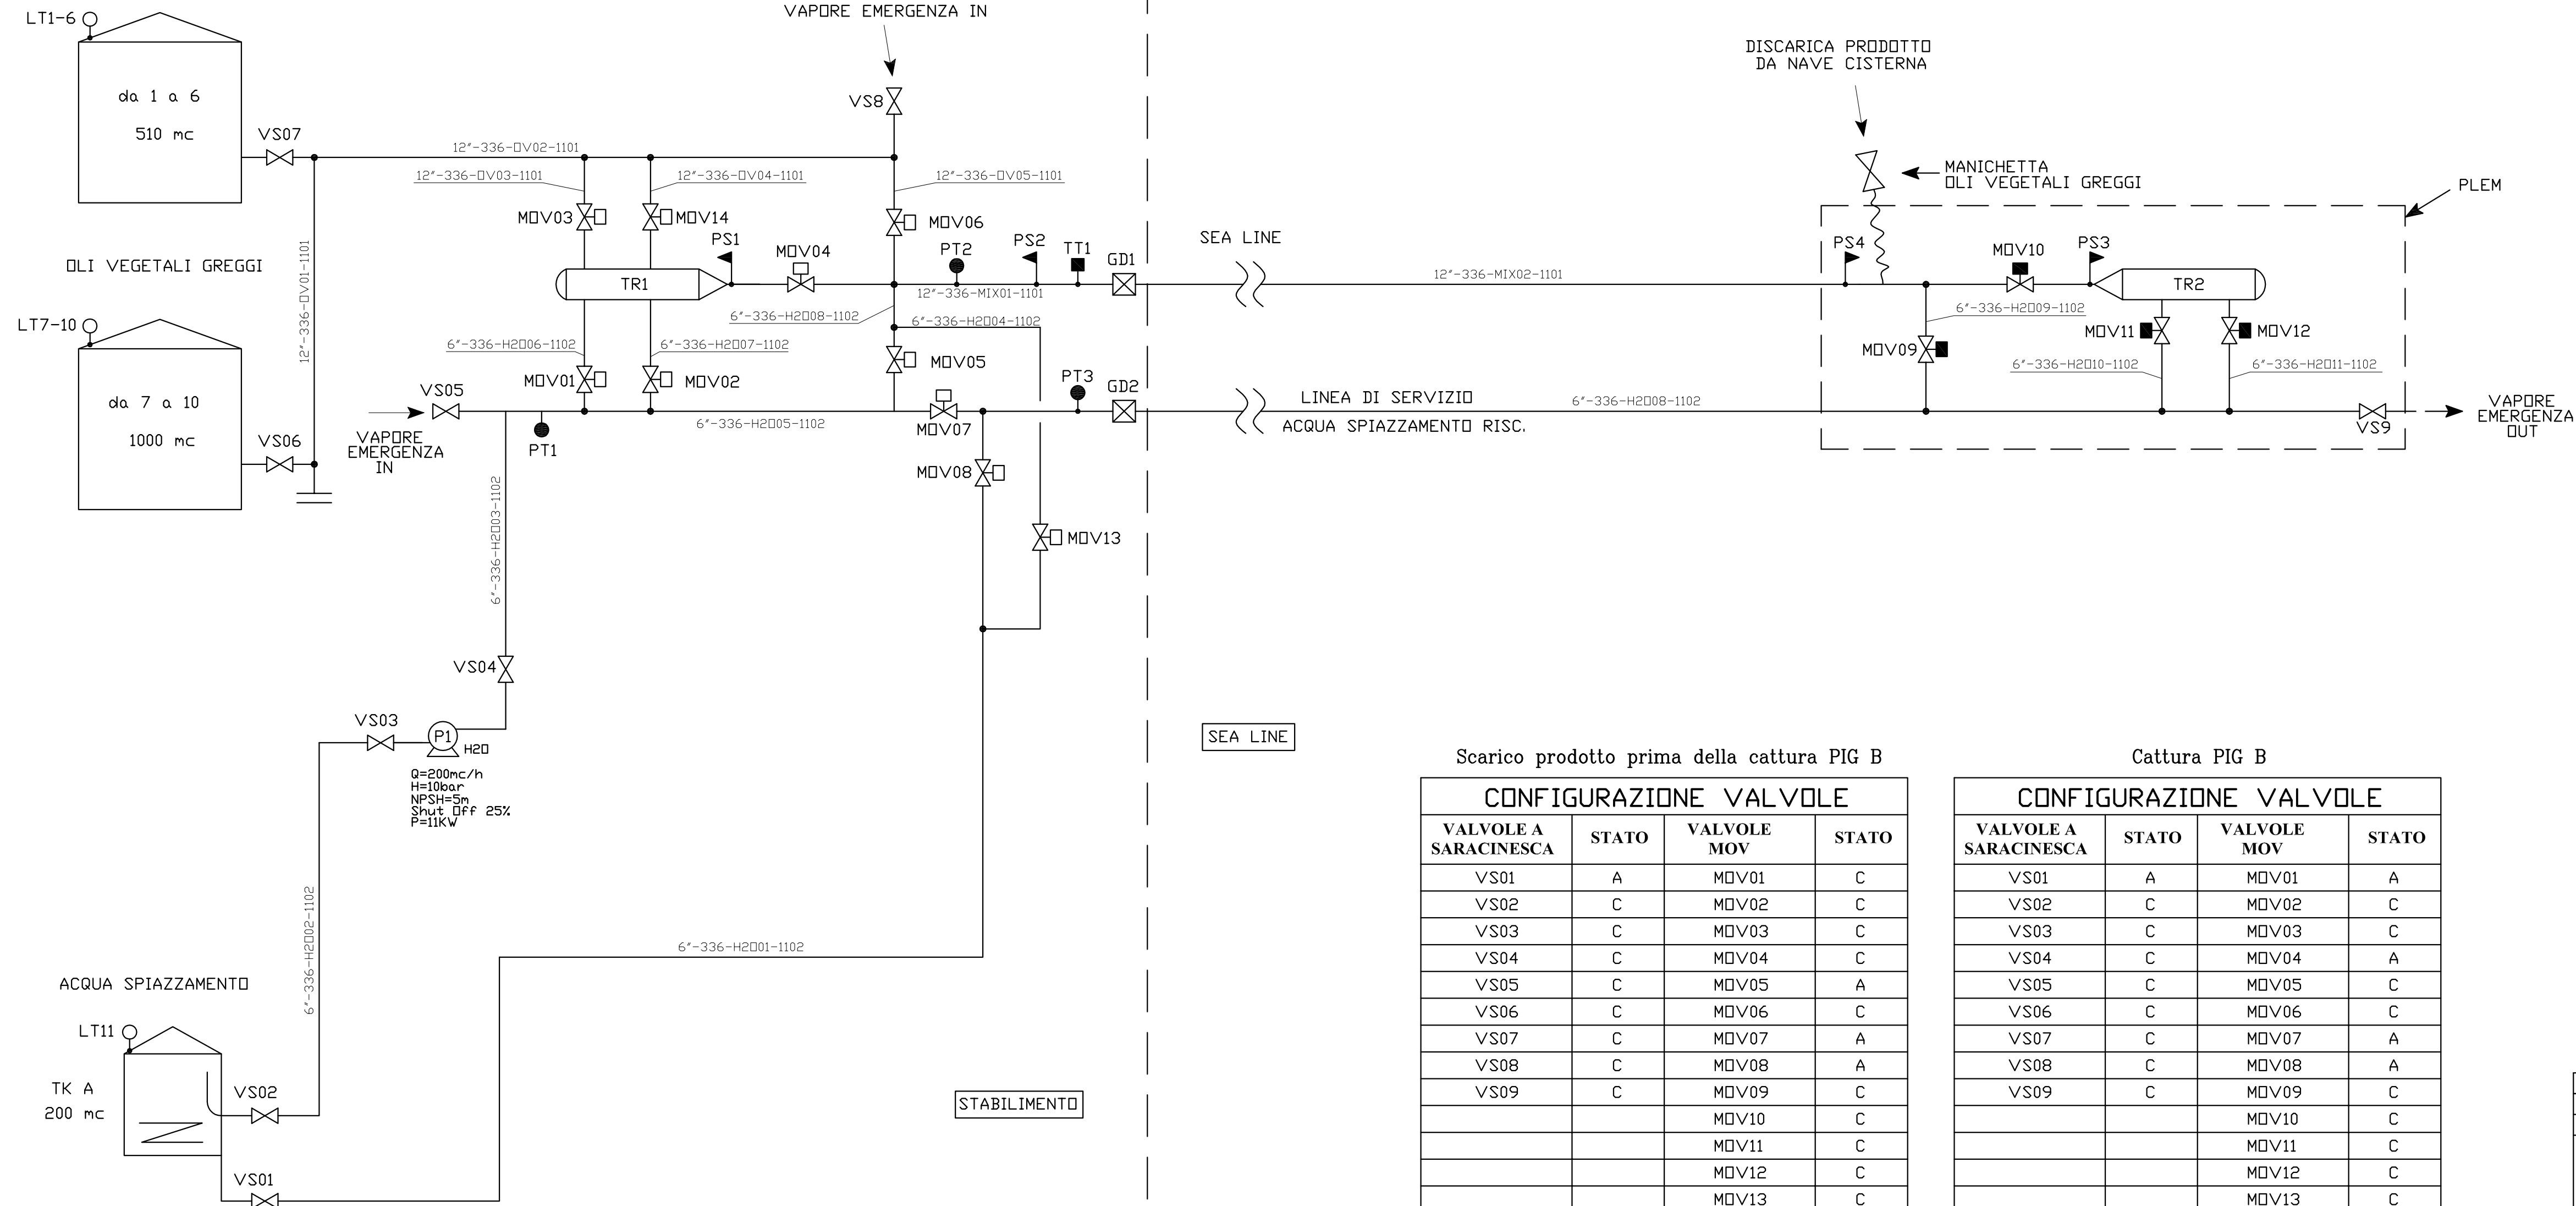 LT1-6
da 1 a 6
510 mc
VS07
OLI VEGETALI GREGGI
LT7-10
da 7 a 10
1000 mc
VS06
12"-336-OV01-1101
12"-336-OV02-1101
12"-336-OV03-1101
12"-336-OV04-1101
12"-336-OV05-1101
VAPORE EMERGENZA IN
VS8
MOV03
MOV14
MOV06
PS1
MOV04
TR1
PT2
PS2
TT1
GD1
12"-336-MIX01-1101
6"-336-H2O08-1102
6"-336-H2O04-1102
6"-336-H2O06-1102
6"-336-H2O07-1102
MOV05
MOV01
MOV02
VS05
VAPORE
EMERGENZA
IN
PT1
6"-336-H2O05-1102
MOV07
PT3
GD2
MOV08
MOV13
6"-336-H2O03-1102
VS04
VS03
P1
H2O
Q=200mc/h
H=10bar
NPSH=5m
Shut Off 25%
P=11KW
6"-336-H2O02-1102
6"-336-H2O01-1102
ACQUA SPIAZZAMENTO
LT11
TK A
200 mc
VS02
VS01
STABILIMENTO
SEA LINE
SEA LINE
12"-336-MIX02-1101
LINEA DI SERVIZIO
ACQUA SPIAZZAMENTO RISC.
6"-336-H2O08-1102
DISCARICA PRODOTTO
DA NAVE CISTERNA
MANICHETTA
OLI VEGETALI GREGGI
PLEM
PS4
MOV10
PS3
TR2
6"-336-H2O09-1102
MOV09
MOV11
MOV12
6"-336-H2O10-1102
6"-336-H2O11-1102
VS9
VAPORE
EMERGENZA
OUT
Scarico prodotto prima della cattura PIG B
CONFIGURAZIONE VALVOLE
VALVOLE A SARACINESCA STATO VALVOLE MOV STATO
VS01 A MOV01 C
VS02 C MOV02 C
VS03 C MOV03 C
VS04 C MOV04 C
VS05 C MOV05 A
VS06 C MOV06 C
VS07 C MOV07 A
VS08 C MOV08 A
VS09 C MOV09 C
MOV10 C
MOV11 C
MOV12 C
MOV13 C
Cattura PIG B
CONFIGURAZIONE VALVOLE
VALVOLE A SARACINESCA STATO VALVOLE MOV STATO
VS01 A MOV01 A
VS02 C MOV02 C
VS03 C MOV03 C
VS04 C MOV04 A
VS05 C MOV05 C
VS06 C MOV06 C
VS07 C MOV07 A
VS08 C MOV08 A
VS09 C MOV09 C
MOV10 C
MOV11 C
MOV12 C
MOV13 C